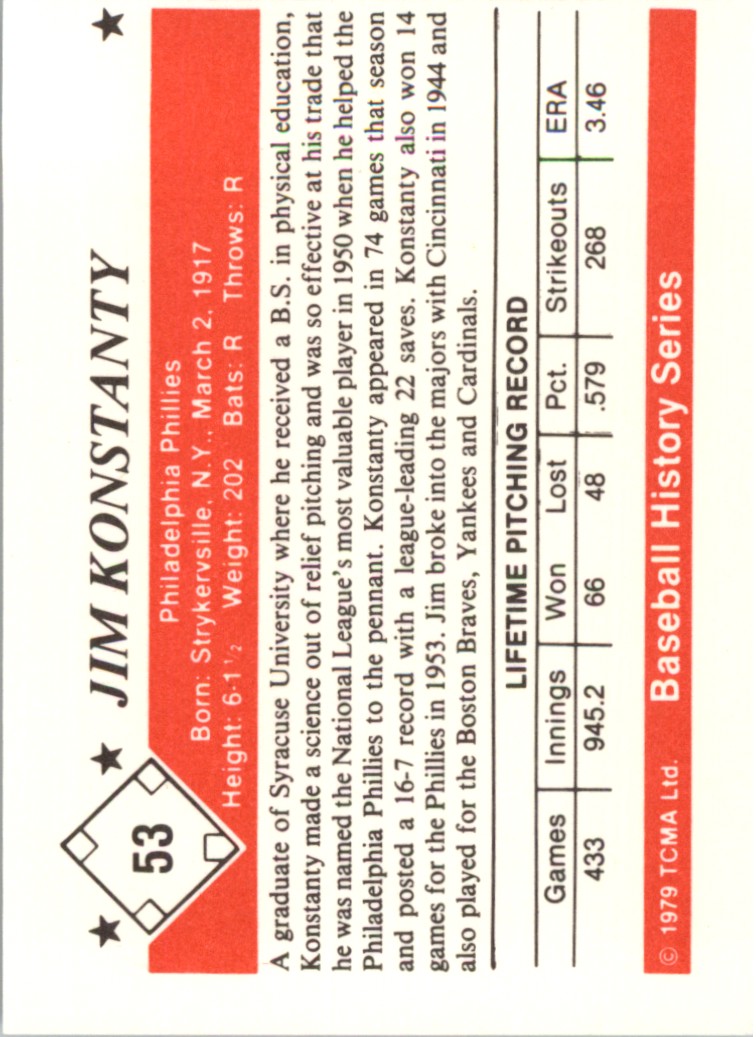 53
JIM KONSTANTY
Philadelphia Phillies
Born: Strykersville, N.Y., March 2, 1917
Height: 6-1½ Weight: 202 Bats: R Throws: R
A graduate of Syracuse University where he received a B.S. in physical education,
Konstanty made a science out of relief pitching and was so effective at his trade that
he was named the National League's most valuable player in 1950 when he helped the
Philadelphia Phillies to the pennant. Konstanty appeared in 74 games that season
and posted a 16-7 record with a league-leading 22 saves. Konstanty also won 14
games for the Phillies in 1953. Jim broke into the majors with Cincinnati in 1944 and
also played for the Boston Braves, Yankees and Cardinals.
LIFETIME PITCHING RECORD
Games Innings Won Lost Pct. Strikeouts ERA
433 945.2 66 48 .579 268 3.46
© 1979 TCMA Ltd. Baseball History Series